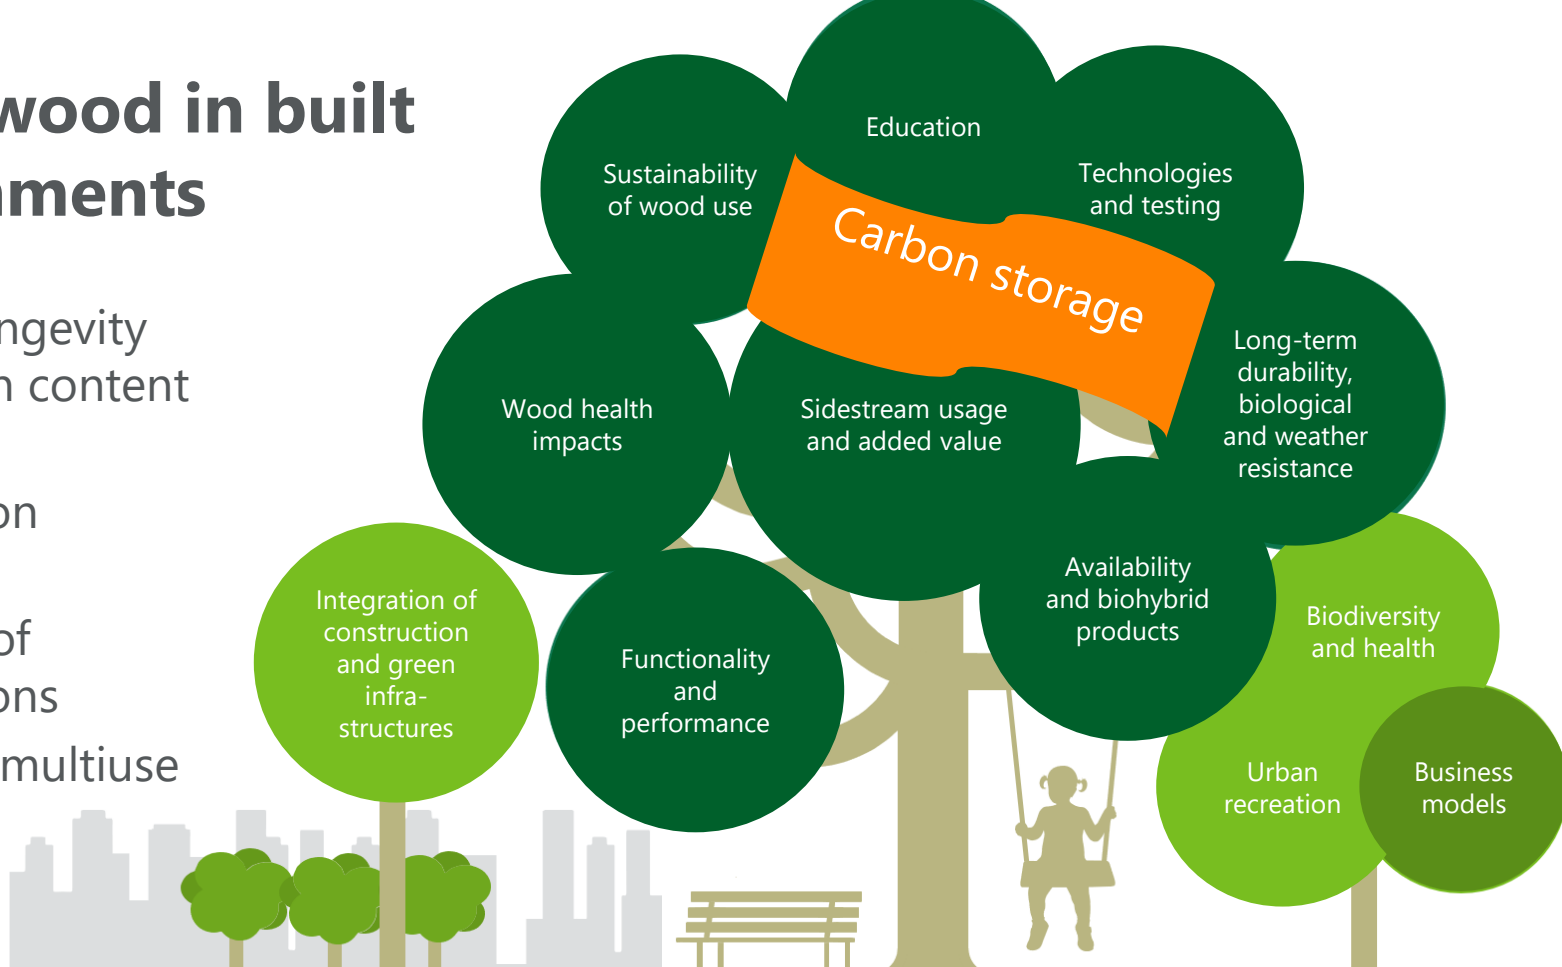 wood in built
ments
ngevity
n content
on
of
ons
multiuse
Education
Sustainability
of wood use
Technologies
and testing
Carbon storage
Long-term
durability,
biological
and weather
resistance
Wood health
impacts
Sidestream usage
and added value
Availability
and biohybrid
products
Integration of
construction
and green
infra-
structures
Functionality
and
performance
Biodiversity
and health
Urban
recreation
Business
models